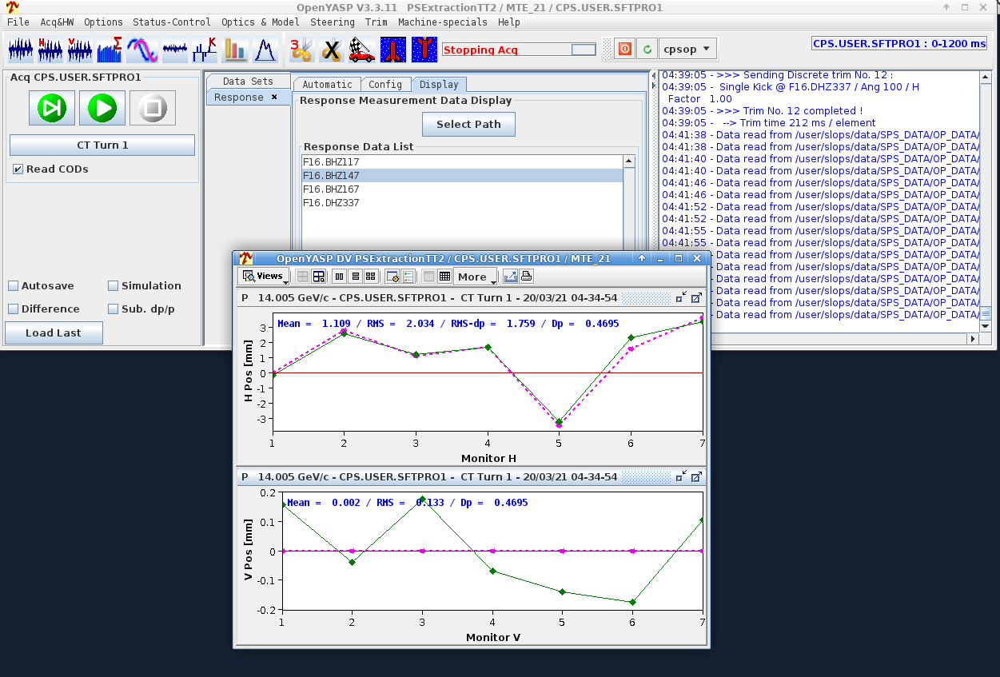 OpenYASP V3.3.11   PSExtractionTT2 / MTE_21 / CPS.USER.SFTPRO1
File Acq&HW Options Status-Control Optics & Model Steering Trim Machine-specials Help
H V Σ K 3 X
Stopping Acq
cpsop
CPS.USER.SFTPRO1 : 0-1200 ms
Acq CPS.USER.SFTPRO1
CT Turn 1
Read CODs
Autosave Simulation
Difference Sub. dp/p
Load Last
Data Sets
Response ×
Automatic Config Display
Response Measurement Data Display
Select Path
Response Data List
F16.BHZ117
F16.BHZ147
F16.BHZ167
F16.DHZ337
04:39:05 - >>> Sending Discrete trim No. 12 :
04:39:05 -  Single Kick @ F16.DHZ337 / Ang 100 / H
Factor   1.00
04:39:05 - >>> Trim No. 12 completed !
04:39:05 -   --> Trim time 212 ms / element
04:41:38 - Data read from /user/slops/data/SPS_DATA/OP_DATA/
04:41:38 - Data read from /user/slops/data/SPS_DATA/OP_DATA/
04:41:40 - Data read from /user/slops/data/SPS_DATA/OP_DATA/
04:41:40 - Data read from /user/slops/data/SPS_DATA/OP_DATA/
04:41:46 - Data read from /user/slops/data/SPS_DATA/OP_DATA/
04:41:46 - Data read from /user/slops/data/SPS_DATA/OP_DATA/
04:41:52 - Data read from /user/slops/data/SPS_DATA/OP_DATA/
04:41:52 - Data read from /user/slops/data/SPS_DATA/OP_DATA/
04:41:55 - Data read from /user/slops/data/SPS_DATA/OP_DATA/
04:41:55 - Data read from /user/slops/data/SPS_DATA/OP_DATA/
Data read from /user/slops/data/SPS_DATA/OP_DATA/
Data read from /user/slops/data/SPS_DATA/OP_DATA/
Data read from /user/slops/data/SPS_DATA/OP_DATA/
Data read from /user/slops/data/SPS_DATA/OP_DATA/
Data read from /user/slops/data/SPS_DATA/OP_DATA/
Data read from /user/slops/data/SPS_DATA/OP_DATA/
OpenYASP DV PSExtractionTT2 / CPS.USER.SFTPRO1 / MTE_21
Views More
P   14.005 GeV/c - CPS.USER.SFTPRO1 -  CT Turn 1 - 20/03/21 04-34-54
Mean =  1.109 / RMS =  2.034 / RMS-dp =  1.759 / Dp =  0.4695
H Pos [mm]
3
2
1
0
-1
-2
-3
1 2 3 4 5 6 7
Monitor H
P   14.005 GeV/c - CPS.USER.SFTPRO1 -  CT Turn 1 - 20/03/21 04-34-54
Mean =  0.002 / RMS =  0.133 / Dp =  0.4695
V Pos [mm]
0.2
0.1
0
-0.1
-0.2
1 2 3 4 5 6 7
Monitor V